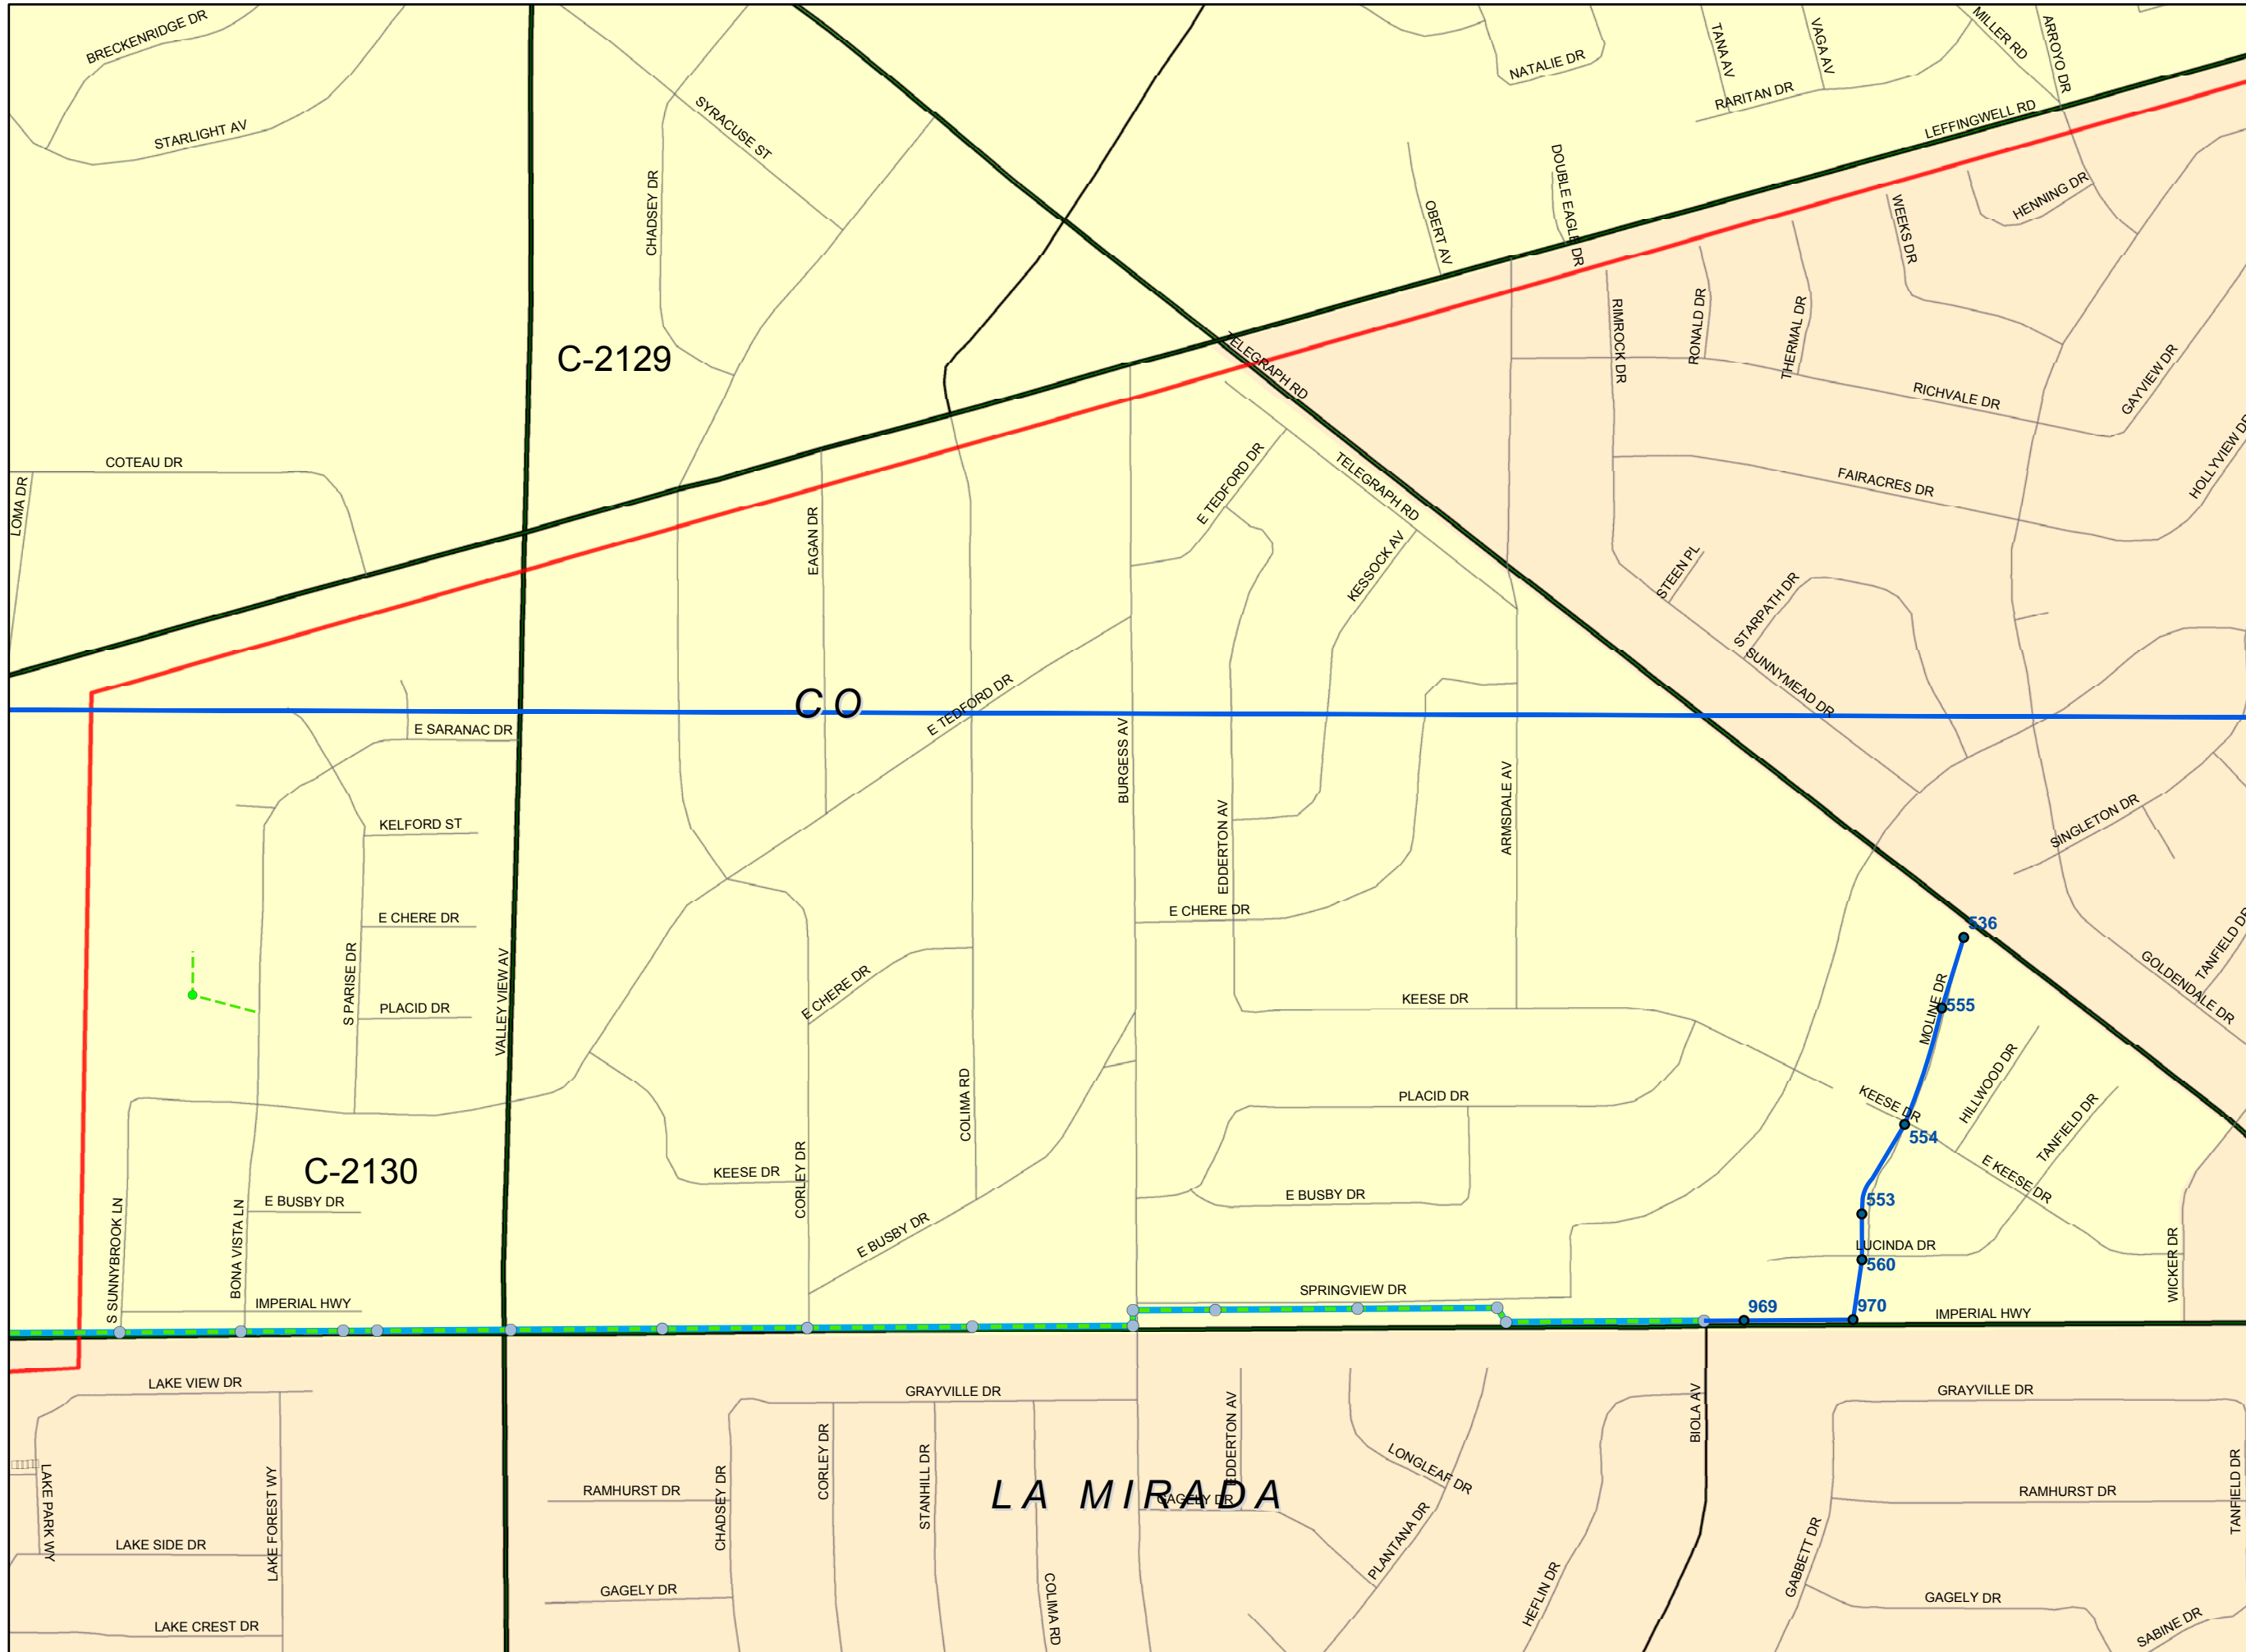 BRECKENRIDGE DR
STARLIGHT AV
SYRACUSE ST
CHADSEY DR
NATALIE DR
TANA AV
VAGA AV
MILLER RD
ARROYO DR
RARITAN DR
LEFFINGWELL RD
OBERT AV
DOUBLE EAGLE DR
WEEKS DR
HENNING DR
C-2129
TELEGRAPH RD
RIMROCK DR
RONALD DR
THERMAL DR
RICHVALE DR
GAYVIEW DR
COTEAU DR
LOMA DR
EAGAN DR
E TEDFORD DR
TELEGRAPH RD
KESSOCK AV
FAIRACRES DR
HOLLYVIEW DR
STEEN PL
STARPATH DR
S SUNNYMEAD DR
CO
E TEDFORD DR
E SARANAC DR
BURGESS AV
ARMSDALE AV
EDDERTON AV
KELFORD ST
SINGLETON DR
E CHERE DR
E CHERE DR
536
S PARISE DR
VALLEY VIEW AV
E CHERE DR
PLACID DR
KEESE DR
MOLINE DR
555
GOLDENDALE DR
TANFIELD DR
HILLWOOD DR
COLIMA RD
PLACID DR
KEESE DR
554
TANFIELD DR
C-2130
KEESE DR
CORLEY DR
E BUSBY DR
E KEESE DR
S SUNNYBROOK LN
BONA VISTA LN
E BUSBY DR
E BUSBY DR
553
LUCINDA DR
560
WICKER DR
IMPERIAL HWY
SPRINGVIEW DR
969
970
IMPERIAL HWY
LAKE VIEW DR
GRAYVILLE DR
EDDERTON AV
BIOLA AV
GRAYVILLE DR
LAKE PARK WY
LAKE FOREST WY
CHADSEY DR
CORLEY DR
STANHILL DR
LONGLEAF DR
TANFIELD DR
RAMHURST DR
LA MIRADA
GAGELY DR
RAMHURST DR
LAKE SIDE DR
PLANTANA DR
GABBETT DR
GAGELY DR
COLIMA RD
HEFLIN DR
GAGELY DR
LAKE CREST DR
SABINE DR